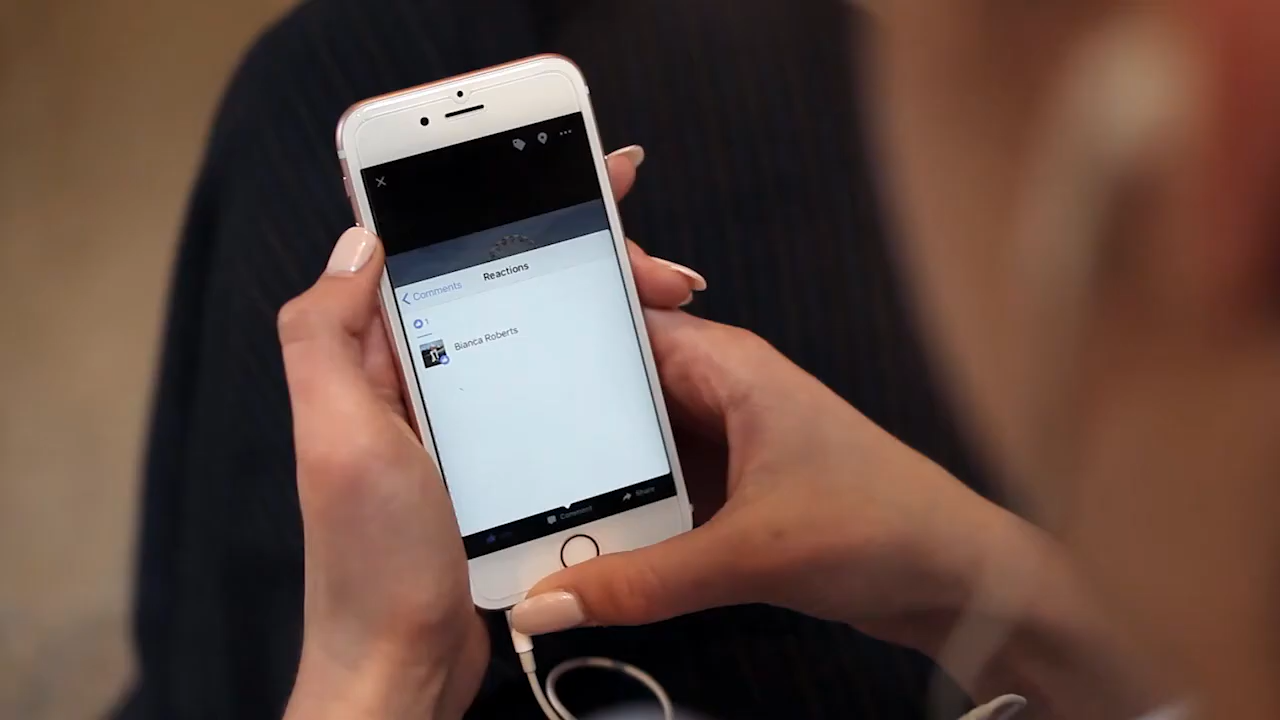 Reactions
Comments
1
Bianca Roberts
Comment
Share